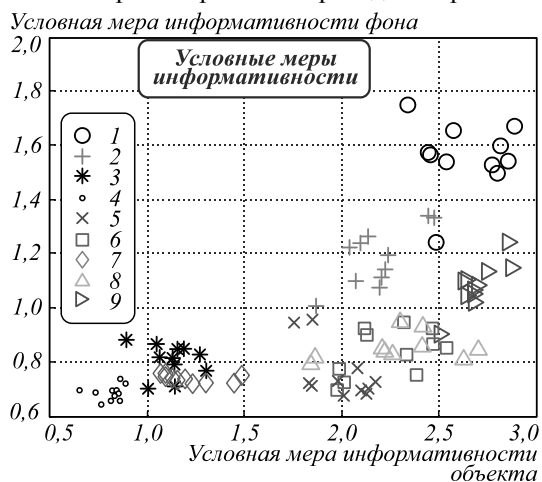 Условная мера информативности фона
2,0
Условные меры
информативности
1,8
1,6
1
2
3
4
5
6
7
8
9
1,4
1,2
1,0
0,8
0,6
0,5 1,0 1,5 2,0 2,5 3,0
Условная мера информативности
объекта